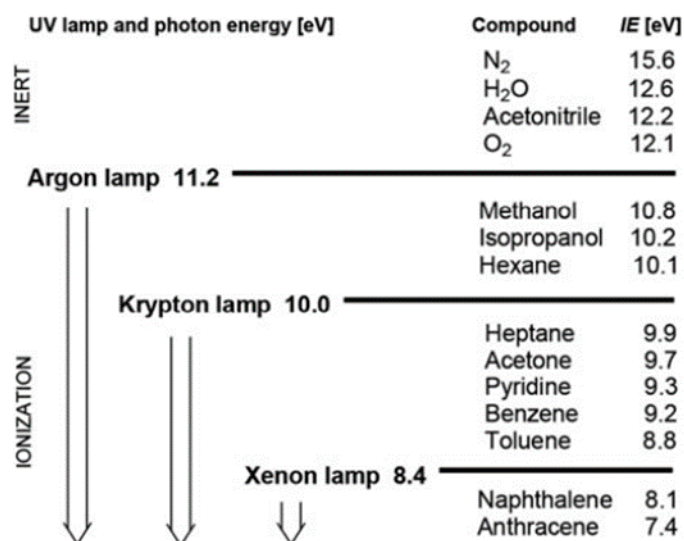 UV lamp and photon energy [eV] Compound IE [eV]
INERT
N₂ 15.6
H₂O 12.6
Acetonitrile 12.2
O₂ 12.1
Argon lamp 11.2
Methanol 10.8
Isopropanol 10.2
Hexane 10.1
Krypton lamp 10.0
IONIZATION
Heptane 9.9
Acetone 9.7
Pyridine 9.3
Benzene 9.2
Toluene 8.8
Xenon lamp 8.4
Naphthalene 8.1
Anthracene 7.4